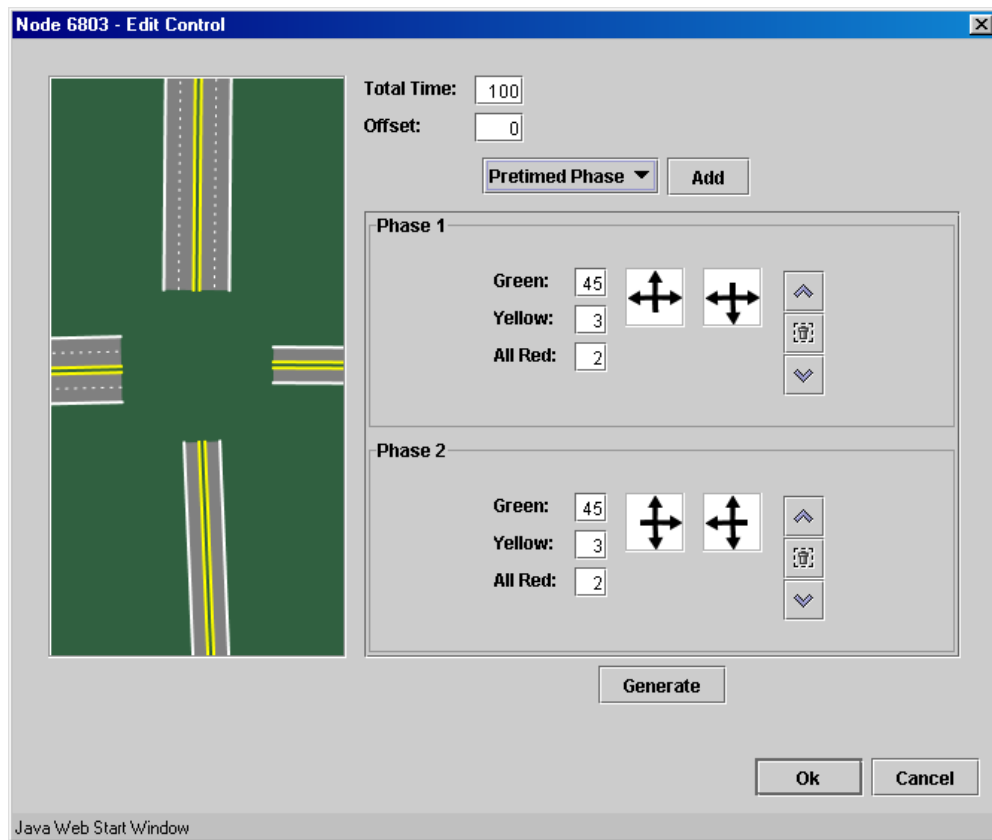 Node 6803 - Edit Control
Total Time: 100
Offset: 0
Pretimed Phase Add
Phase 1
Green: 45
Yellow: 3
All Red: 2
Phase 2
Green: 45
Yellow: 3
All Red: 2
Generate
Ok Cancel
Java Web Start Window